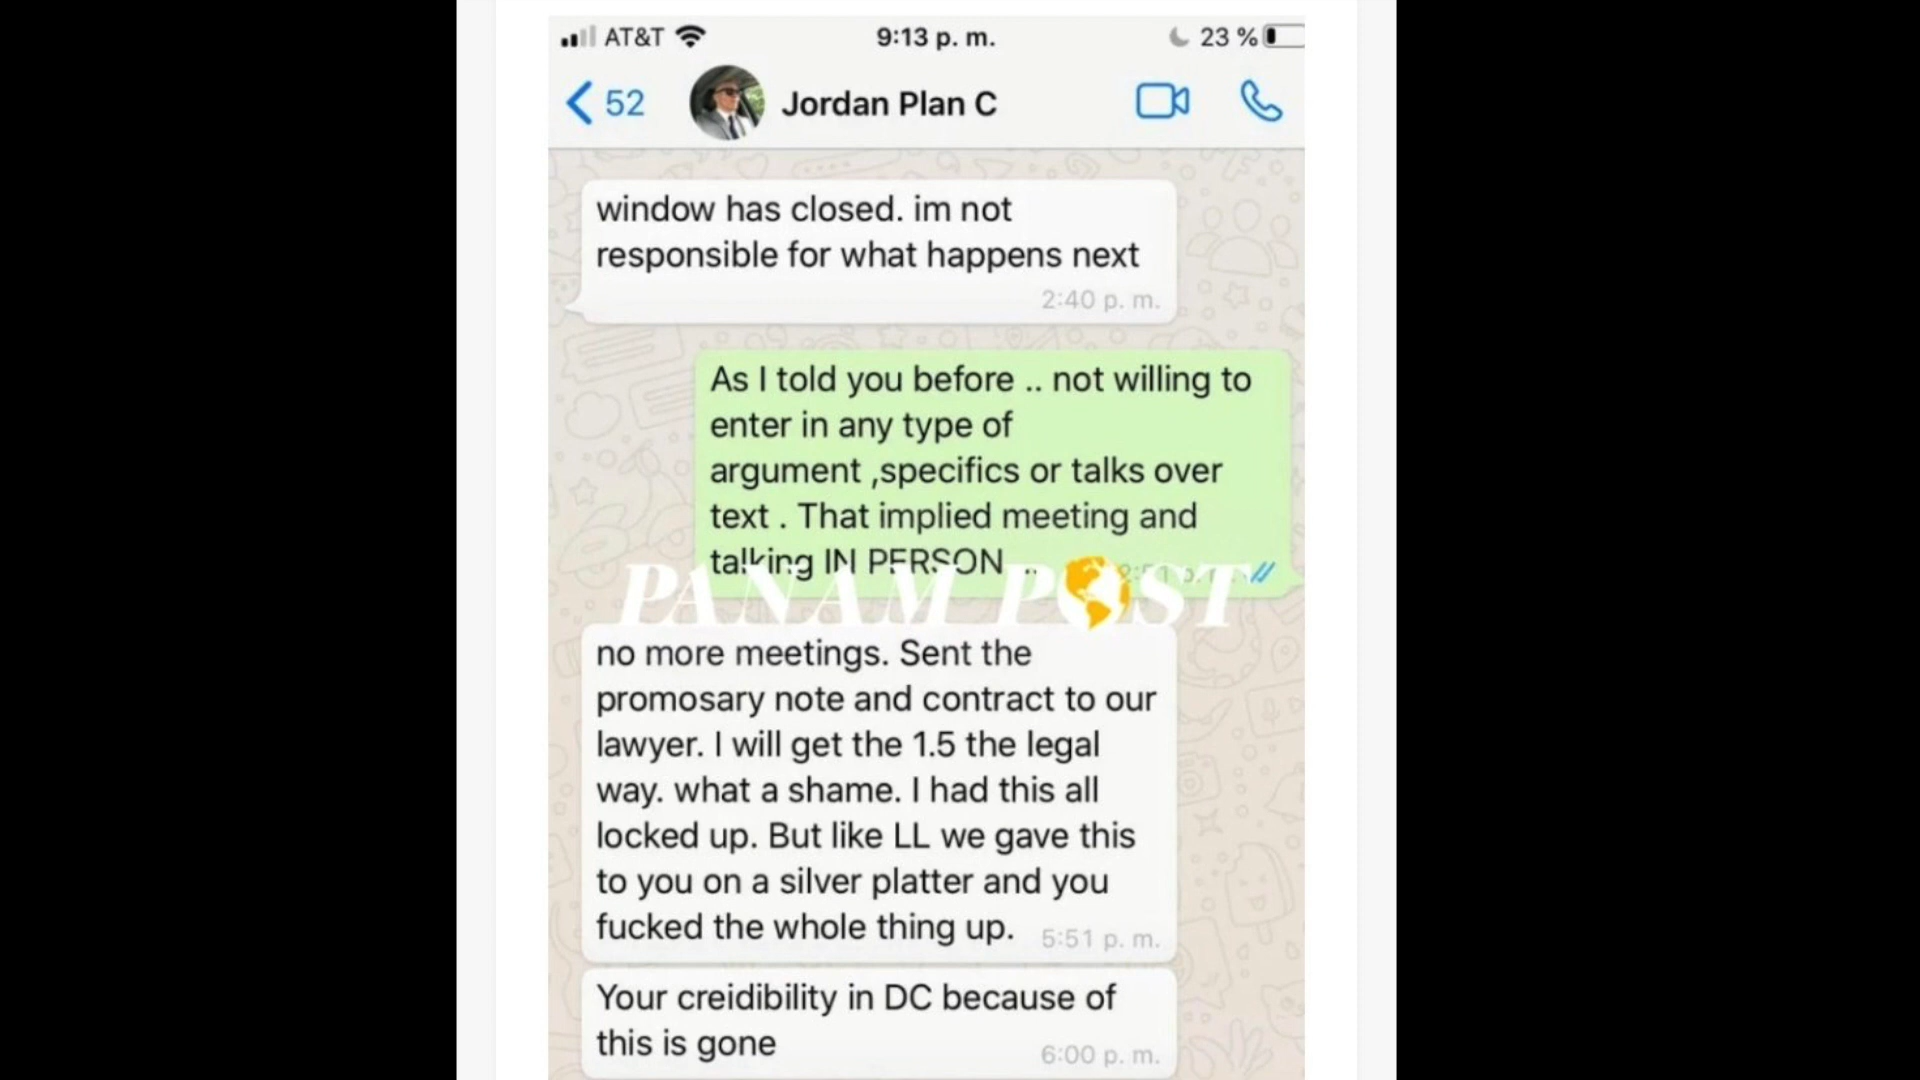 AT&T 9:13 p. m. 23 %
52 Jordan Plan C
window has closed. im not
responsible for what happens next
2:40 p. m.
As I told you before .. not willing to
enter in any type of
argument ,specifics or talks over
text . That implied meeting and
talking IN PERSON ..
PANAM POST
no more meetings. Sent the
promosary note and contract to our
lawyer. I will get the 1.5 the legal
way. what a shame. I had this all
locked up. But like LL we gave this
to you on a silver platter and you
fucked the whole thing up. 5:51 p. m.
Your creidibility in DC because of
this is gone
6:00 p. m.